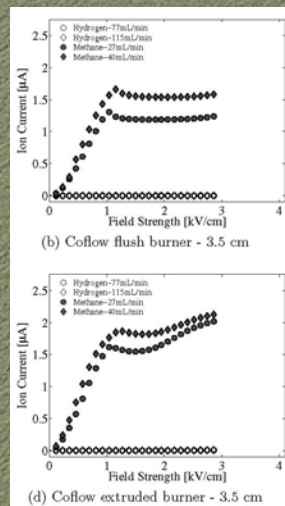 Hydrogen-77mL/min
Hydrogen-115mL/min
Methane-27mL/min
Methane-40mL/min
2.5
2
1.5
1
0.5
0
Ion Current [μA]
0 1 2 3 4
Field Strength [kV/cm]
(b) Coflow flush burner - 3.5 cm
Hydrogen-77mL/min
Hydrogen-115mL/min
Methane-27mL/min
Methane-40mL/min
2.5
2
1.5
1
0.5
0
Ion Current [μA]
0 1 2 3 4
Field Strength [kV/cm]
(d) Coflow extruded burner - 3.5 cm